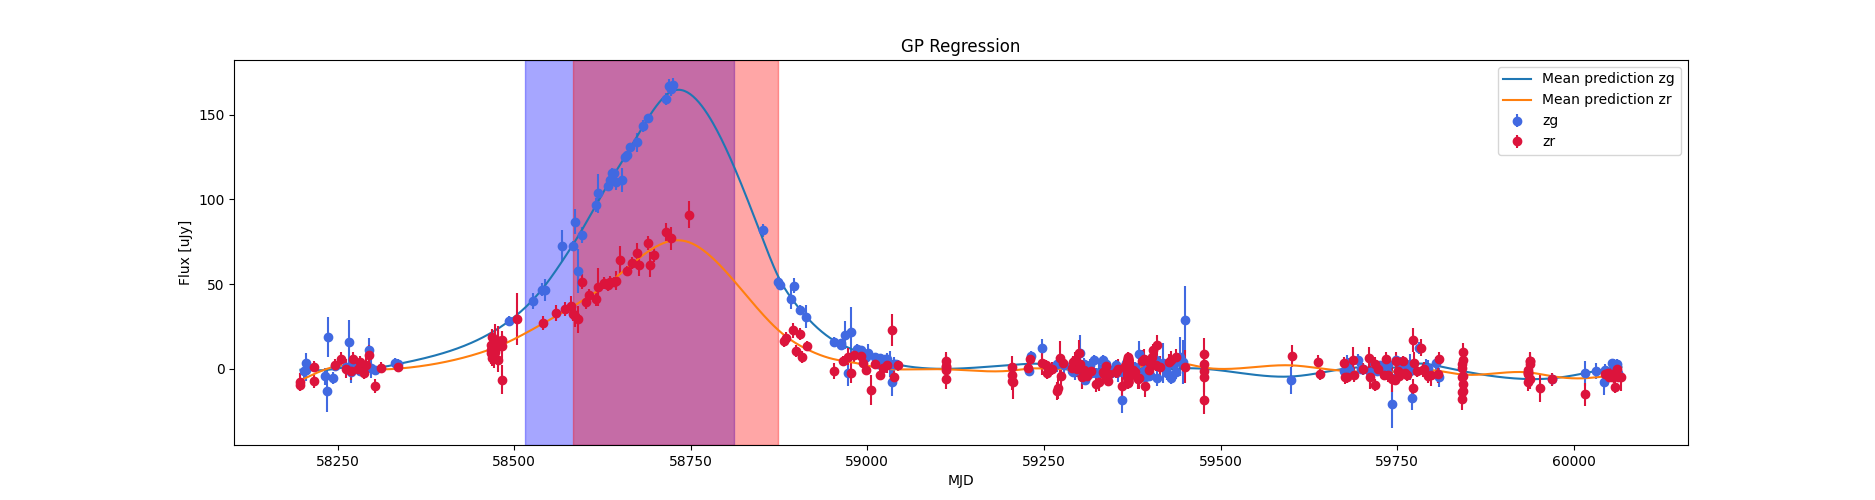 GP Regression
Mean prediction zg
Mean prediction zr
zg
zr
Flux [uJy]
150
100
50
0
58250 58500 58750 59000 59250 59500 59750 60000
MJD